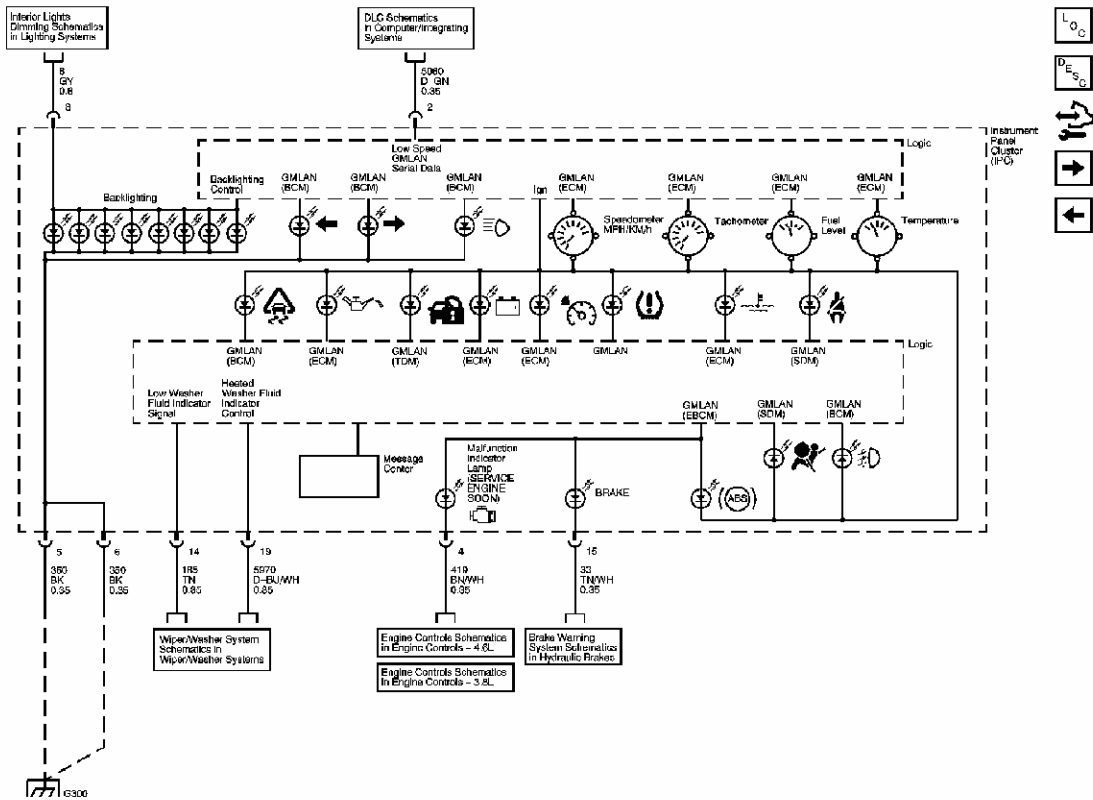 Interior Lights
Dimming Schematics
in Lighting Systems
DLC Schematics
in Computer/Integrating
Systems
L O C
D E S C
8
GY
0.8
8
5060
D-GN
0.35
2
Instrument
Panel
Cluster
(IPC)
Logic
Low Speed
GMLAN
Serial Data
Backlighting
Backlighting
Control
GMLAN
(BCM)
GMLAN
(BCM)
GMLAN
(BCM)
Ign
GMLAN
(ECM)
GMLAN
(ECM)
GMLAN
(ECM)
GMLAN
(ECM)
Speedometer
MPH/KM/h
Tachometer
Fuel
Level
Temperature
Logic
GMLAN
(BCM)
GMLAN
(ECM)
GMLAN
(TDM)
GMLAN
(ECM)
GMLAN
(ECM)
GMLAN
GMLAN
(ECM)
GMLAN
(SDM)
Low Washer
Fluid Indicator
Signal
Heated
Washer Fluid
Indicator
Control
GMLAN
(EBCM)
GMLAN
(SDM)
GMLAN
(BCM)
Message
Center
Malfunction
Indicator
Lamp
(SERVICE
ENGINE
SOON)
BRAKE
ABS
5
6
14
19
4
15
350
BK
0.35
350
BK
0.35
185
TN
0.85
5970
D-BU/WH
0.85
419
BN/WH
0.35
33
TN/WH
0.35
Wiper/Washer System
Schematics in
Wiper/Washer Systems
Engine Controls Schematics
in Engine Controls – 4.6L
Engine Controls Schematics
in Engine Controls – 3.8L
Brake Warning
System Schematics
in Hydraulic Brakes
G300